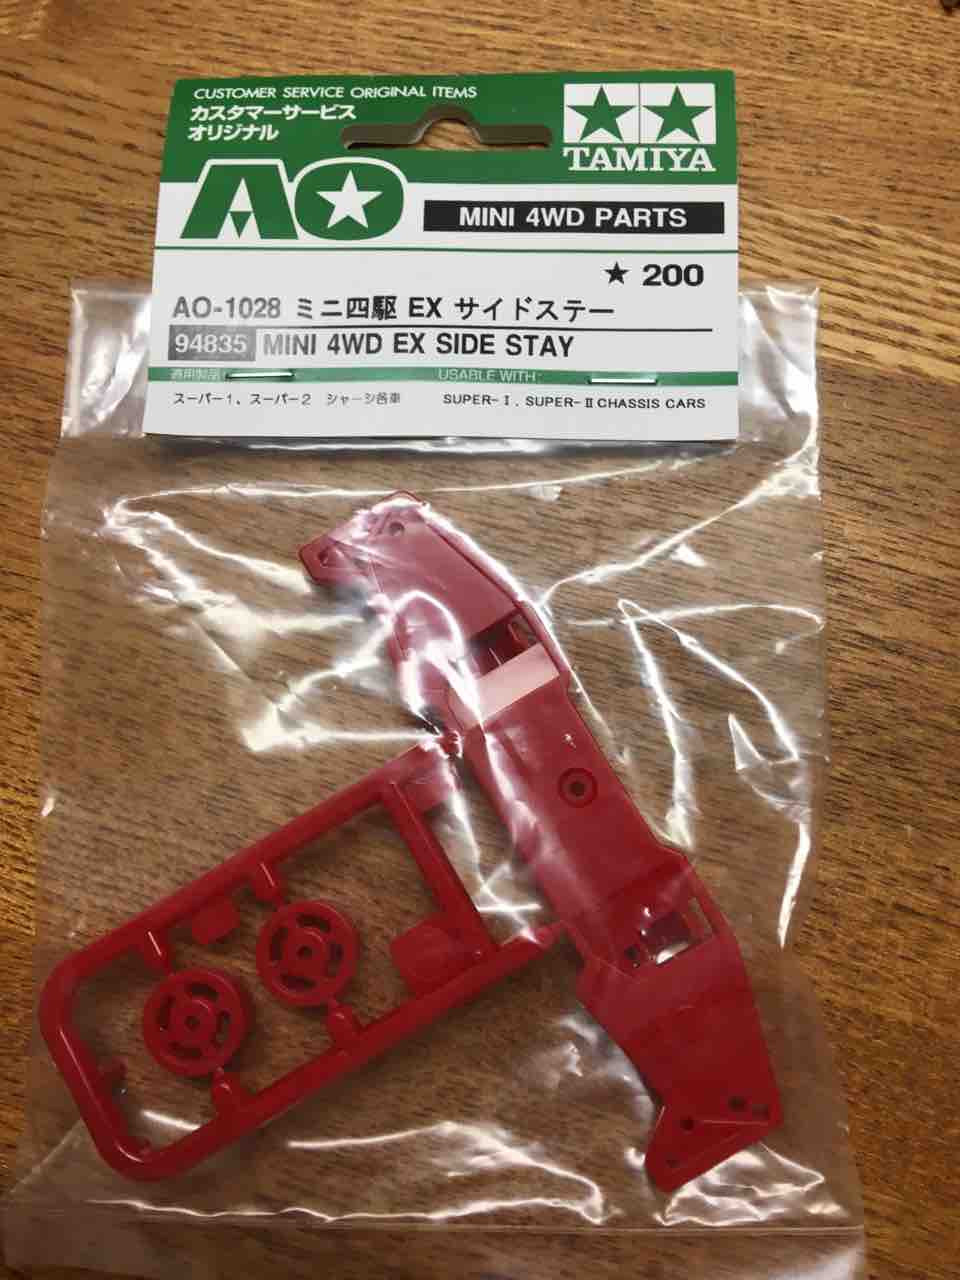 CUSTOMER SERVICE ORIGINAL ITEMS
カスタマーサービス
オリジナル
TAMIYA
AO
MINI 4WD PARTS
★ 200
AO-1028 ミニ四駆 EX サイドステー
94835 MINI 4WD EX SIDE STAY
適用製品 USABLE WITH
スーパー1、スーパー2 シャーシ各車 SUPER-I, SUPER-II CHASSIS CARS